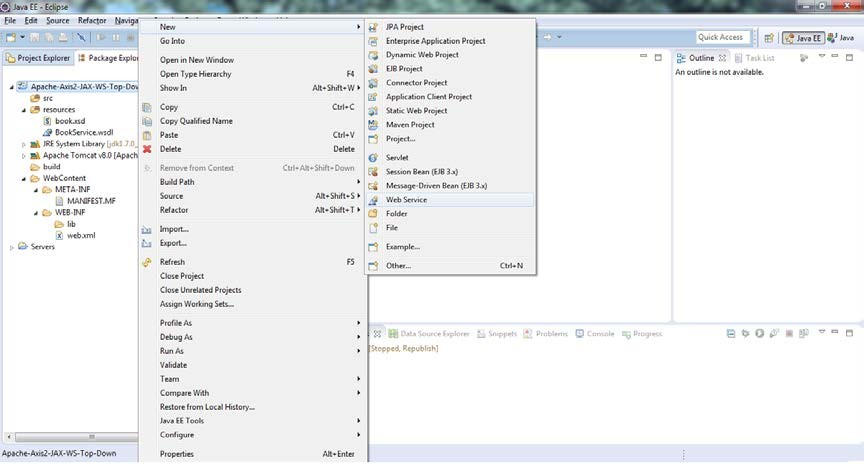 Java EE - Eclipse
File Edit Source Refactor
Quick Access
Java EE
Java
Project Explorer
Package Explor
Apache-Axis2-JAX-WS-Top-Dow
src
resources
book.xsd
BookService.wsdl
JRE System Library [jdk1.7.0_
Apache Tomcat v8.0 [Apach
build
WebContent
META-INF
MANIFEST.MF
WEB-INF
lib
web.xml
Servers
New
Go Into
Open in New Window
Open Type Hierarchy F4
Show In Alt+Shift+W
Copy Ctrl+C
Copy Qualified Name
Paste Ctrl+V
Delete Delete
Remove from Context Ctrl+Alt+Shift+Down
Build Path
Source Alt+Shift+S
Refactor Alt+Shift+T
Import...
Export...
Refresh F5
Close Project
Close Unrelated Projects
Assign Working Sets...
Profile As
Debug As
Run As
Validate
Team
Compare With
Restore from Local History...
Java EE Tools
Configure
Properties Alt+Enter
JPA Project
Enterprise Application Project
Dynamic Web Project
EJB Project
Connector Project
Application Client Project
Static Web Project
Maven Project
Project...
Servlet
Session Bean (EJB 3.x)
Message-Driven Bean (EJB 3.x)
Web Service
Folder
File
Example...
Other... Ctrl+N
Outline
Task List
An outline is not available.
Data Source Explorer
Snippets
Problems
Console
Progress
[Stopped, Republish]
Apache-Axis2-JAX-WS-Top-Down